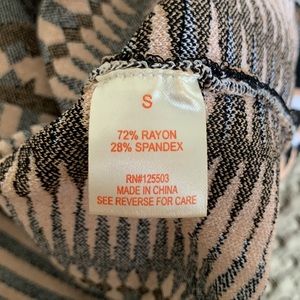 S
72% RAYON
28% SPANDEX
RN#125503
MADE IN CHINA
SEE REVERSE FOR CARE